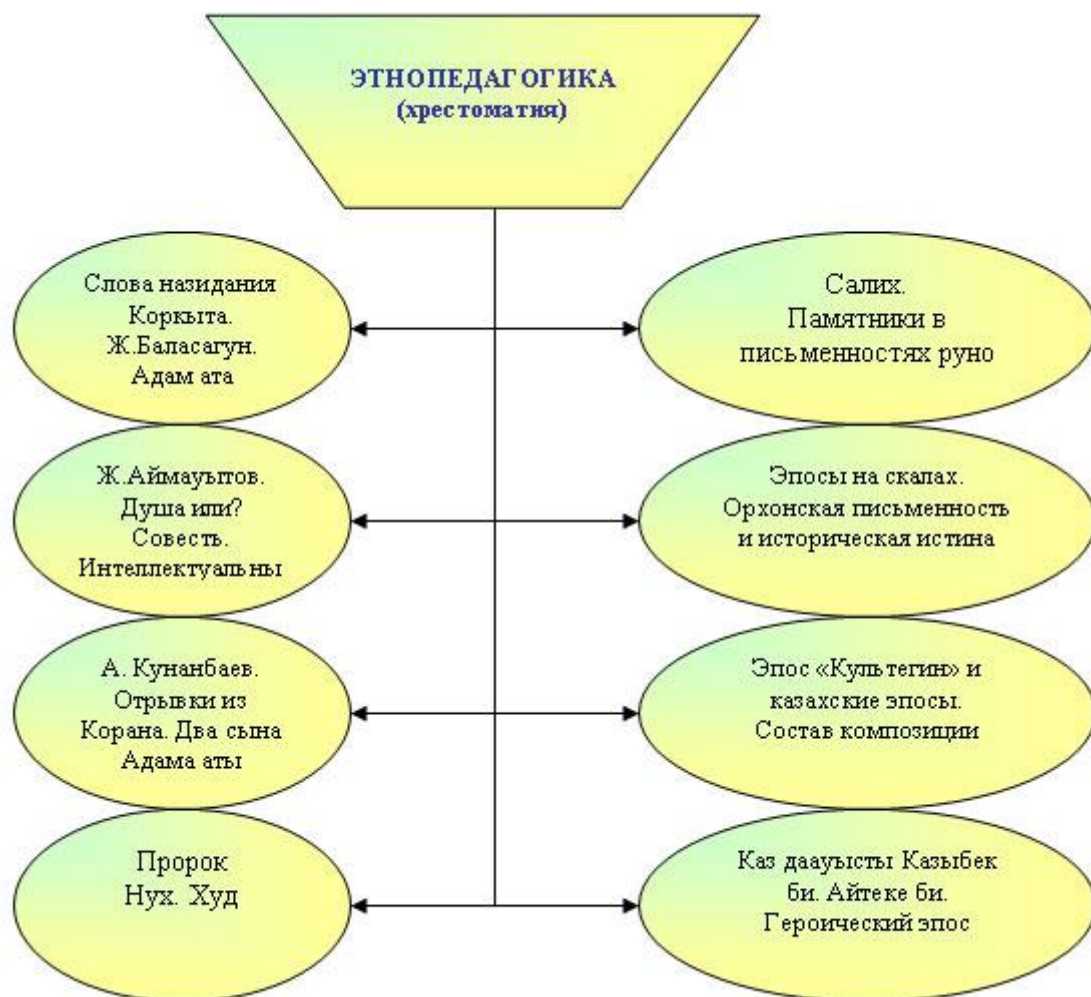 ЭТНОПЕДАГОГИКА
(хрестоматия)
Слова назидания
Коркыта.
Ж.Баласагун.
Адам ата
Салих.
Памятники в
письменностях руно
Ж.Аймауытов.
Душа или?
Совесть.
Интеллектуальны
Эпосы на скалах.
Орхонская письменность
и историческая истина
А. Кунанбаев.
Отрывки из
Корана. Два сына
Адама аты
Эпос «Культегин» и
казахские эпосы.
Состав композиции
Пророк
Нух. Худ
Каз даауысты Казыбек
би. Айтеке би.
Героический эпос